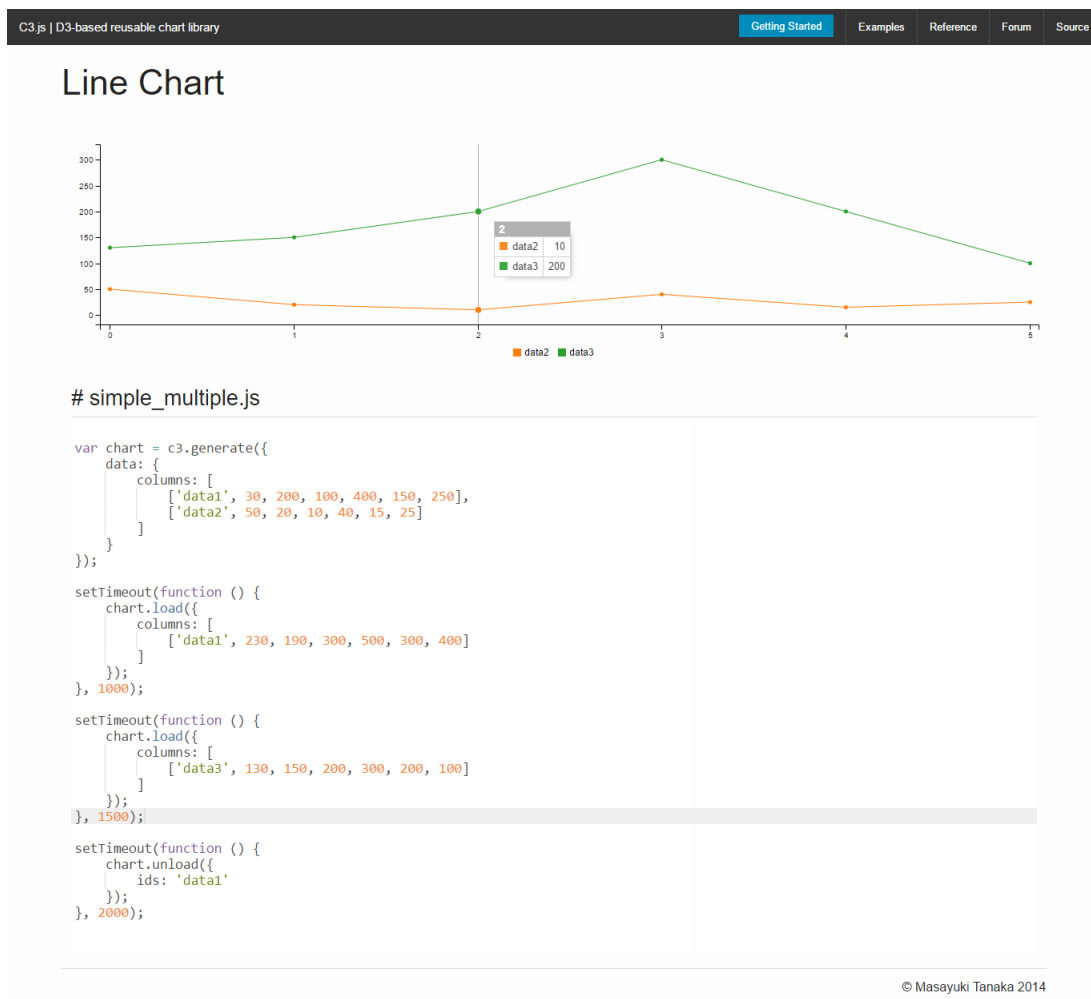 C3.js | D3-based reusable chart library
Getting Started
Examples
Reference
Forum
Source
Line Chart
300
250
200
150
100
50
0
0
1
2
3
4
5
2
data2 10
data3 200
data2 data3
# simple_multiple.js
var chart = c3.generate({
    data: {
        columns: [
            ['data1', 30, 200, 100, 400, 150, 250],
            ['data2', 50, 20, 10, 40, 15, 25]
        ]
    }
});
setTimeout(function () {
    chart.load({
        columns: [
            ['data1', 230, 190, 300, 500, 300, 400]
        ]
    });
}, 1000);
setTimeout(function () {
    chart.load({
        columns: [
            ['data3', 130, 150, 200, 300, 200, 100]
        ]
    });
}, 1500);
setTimeout(function () {
    chart.unload({
        ids: 'data1'
    });
}, 2000);
© Masayuki Tanaka 2014